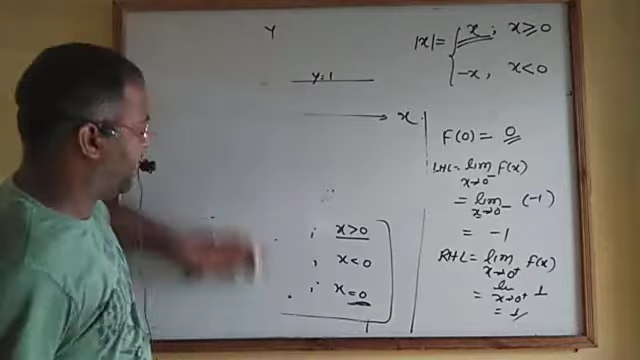 Y
y=1
x
; x>0
, x<0
; x=0
|x|= { x; x≥0
-x, x<0
F(0) = 0
LHL= lim F(x)
x→0⁻
= lim (-1)
x→0⁻
= -1
RHL= lim F(x)
x→0⁺
= 1
x→0⁺
= 1